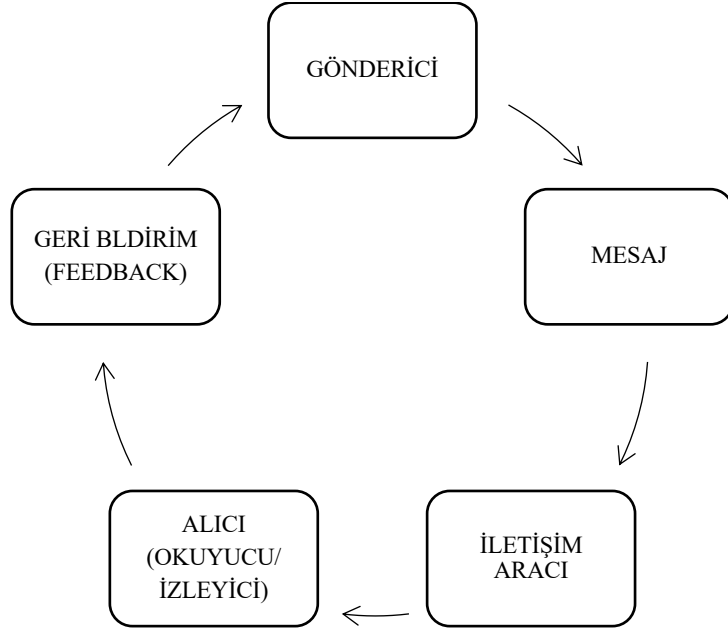 GÖNDERİCİ
MESAJ
İLETİŞİM
ARACI
ALICI
(OKUYUCU/
İZLEYİCİ)
GERİ BLDİRİM
(FEEDBACK)